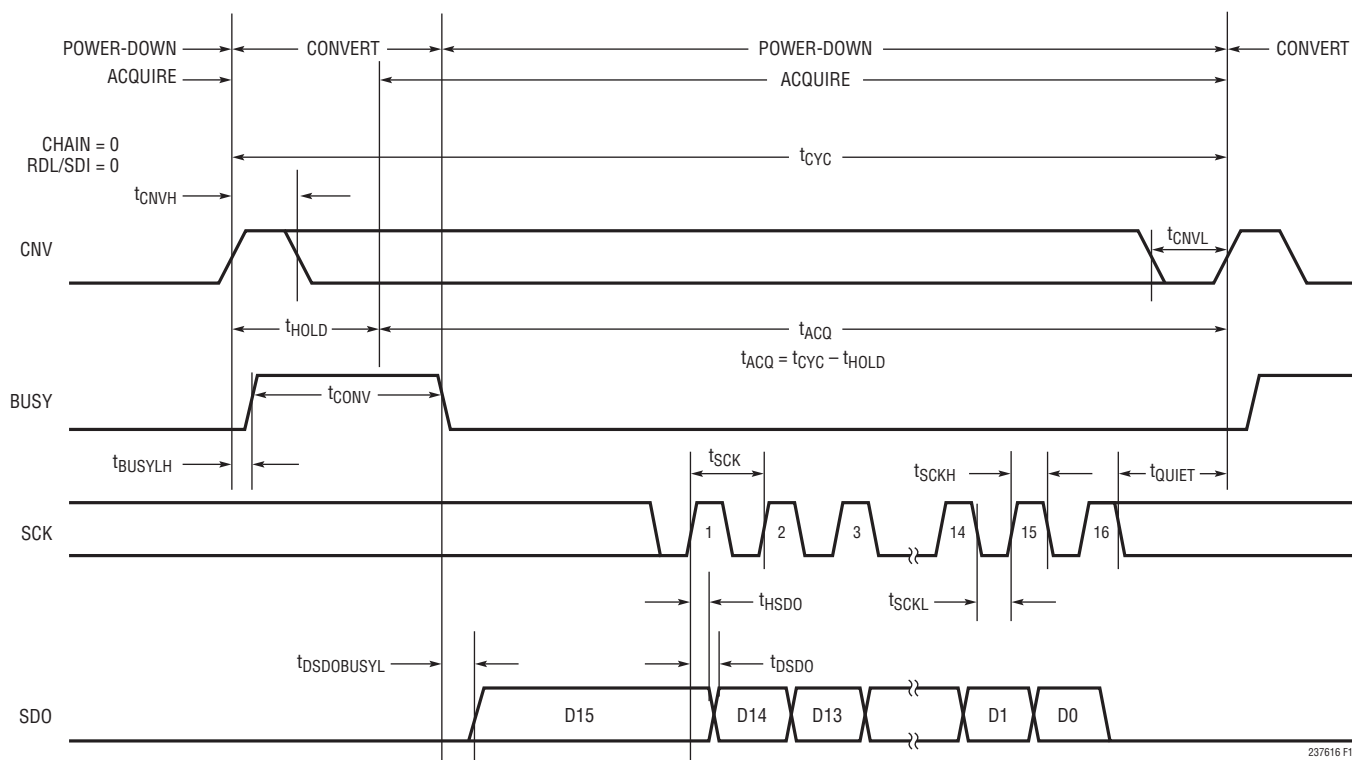 POWER-DOWN CONVERT POWER-DOWN CONVERT
ACQUIRE ACQUIRE
CHAIN = 0
RDL/SDI = 0
tCYC
tCNVH
CNV
tCNVL
tHOLD tACQ
tACQ = tCYC – tHOLD
BUSY
tCONV
tBUSYLH
tSCK
tSCKH
tQUIET
SCK
1 2 3 14 15 16
tHSDO
tSCKL
tDSDOBUSYL
tDSDO
SDO
D15 D14 D13 D1 D0
237616 F1